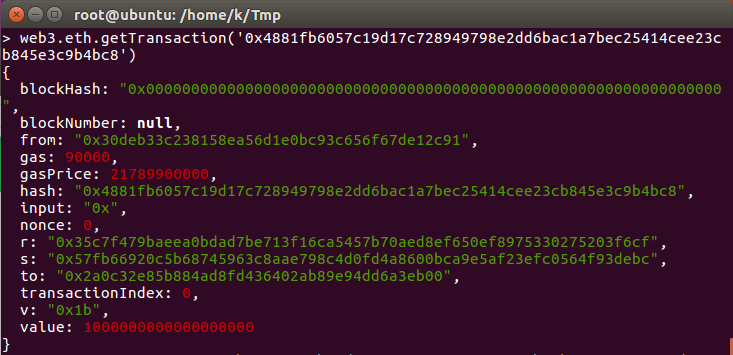 root@ubuntu: /home/k/Tmp
> web3.eth.getTransaction('0x4881fb6057c19d17c728949798e2dd6bac1a7bec25414cee23c
b845e3c9b4bc8')
{
  blockHash: "0x0000000000000000000000000000000000000000000000000000000000000000
",
  blockNumber: null,
  from: "0x30deb33c238158ea56d1e0bc93c656f67de12c91",
  gas: 90000,
  gasPrice: 21789900000,
  hash: "0x4881fb6057c19d17c728949798e2dd6bac1a7bec25414cee23cb845e3c9b4bc8",
  input: "0x",
  nonce: 0,
  r: "0x35c7f479baeea0bdad7be713f16ca5457b70aed8ef650ef8975330275203f6cf",
  s: "0x57fb66920c5b68745963c8aae798c4d0fd4a8600bca9e5af23efc0564f93debc",
  to: "0x2a0c32e85b884ad8fd436402ab89e94dd6a3eb00",
  transactionIndex: 0,
  v: "0x1b",
  value: 1000000000000000000
}